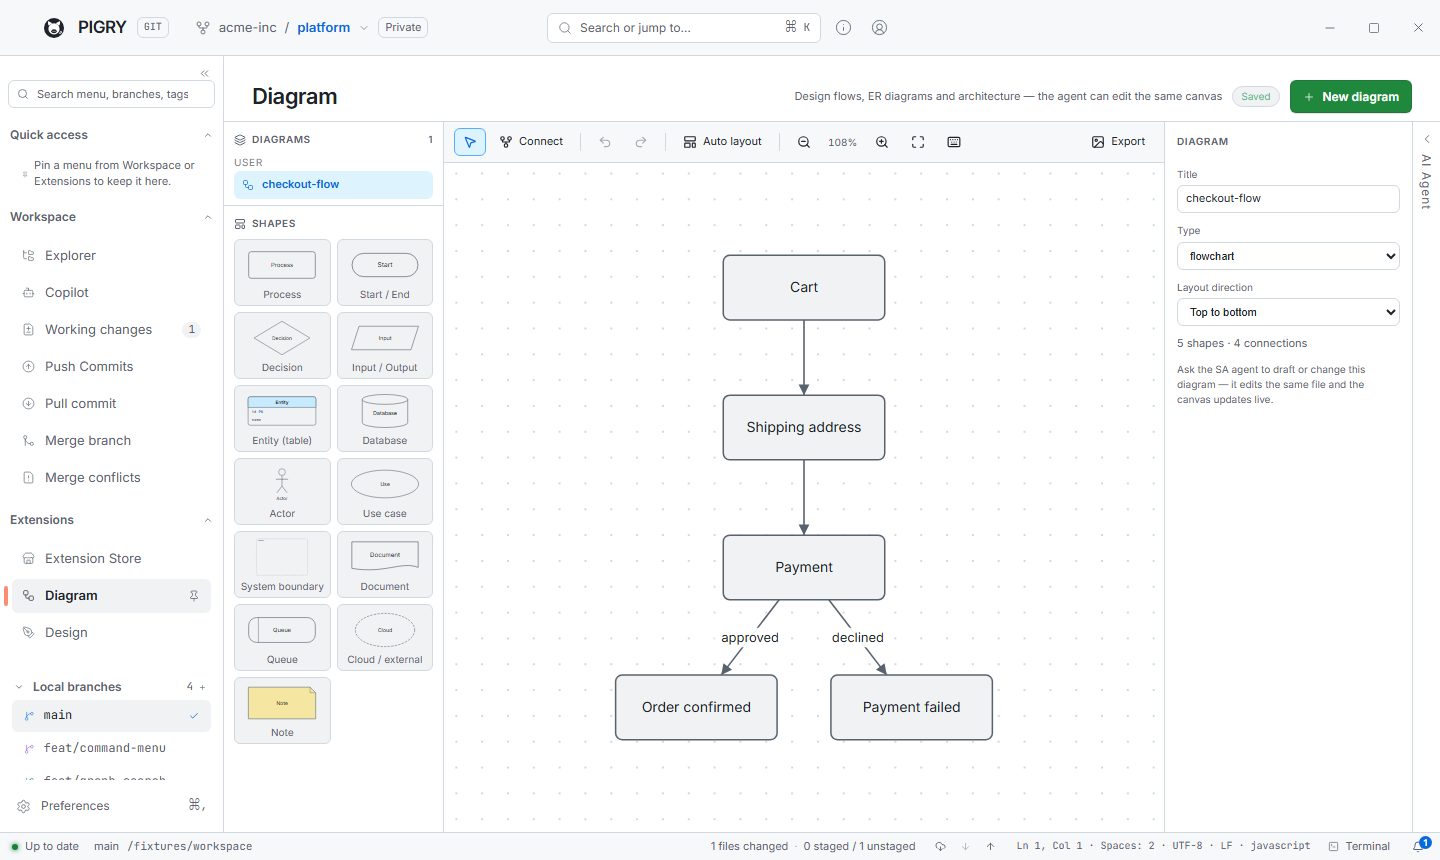 PIGRY GIT acme-inc / platform Private Search or jump to... ⌘ K
Search menu, branches, tags
Quick access
Pin a menu from Workspace or
Extensions to keep it here.
Workspace
Explorer
Copilot
Working changes 1
Push Commits
Pull commit
Merge branch
Merge conflicts
Extensions
Extension Store
Diagram
Design
Local branches 4 +
main
feat/command-menu
Preferences ⌘,
Diagram
Design flows, ER diagrams and architecture — the agent can edit the same canvas Saved + New diagram
DIAGRAMS 1
USER
checkout-flow
SHAPES
Process Start
Process Start / End
Decision Input
Decision Input / Output
Entity Database
Entity (table) Database
Actor Use
Actor Use case
Document
System boundary Document
Queue Cloud
Queue Cloud / external
Note
Note
Connect Auto layout 108% Export
Cart
Shipping address
Payment
approved declined
Order confirmed Payment failed
DIAGRAM
Title
checkout-flow
Type
flowchart
Layout direction
Top to bottom
5 shapes · 4 connections
Ask the SA agent to draft or change this
diagram — it edits the same file and the
canvas updates live.
AI Agent
Up to date main /fixtures/workspace 1 files changed · 0 staged / 1 unstaged Ln 1, Col 1 · Spaces: 2 · UTF-8 · LF · javascript Terminal 1